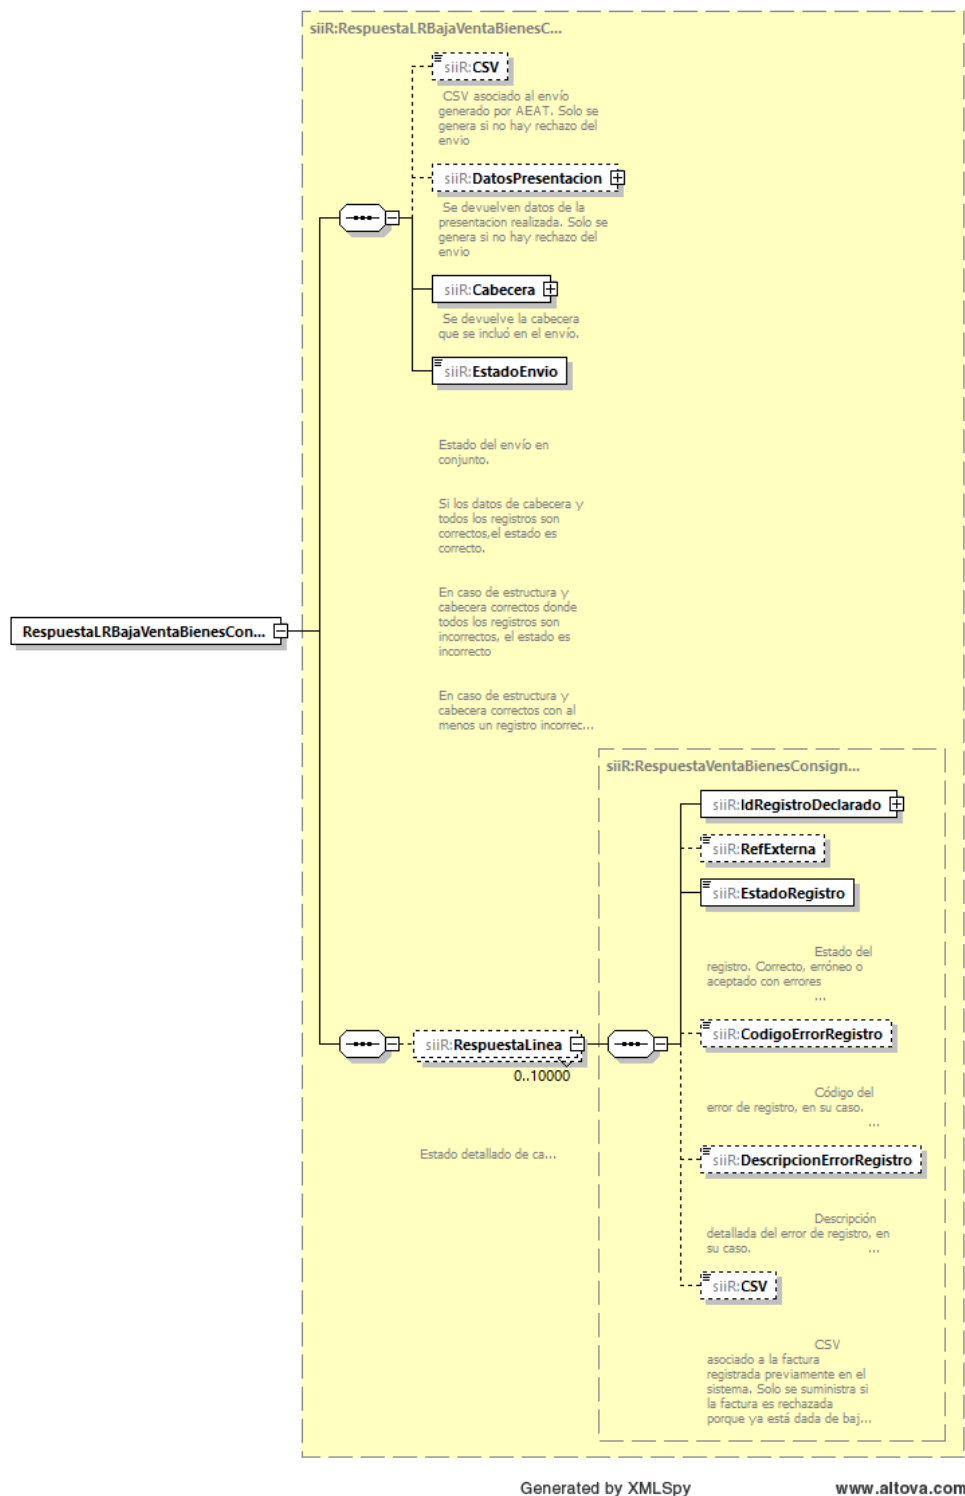 siiR:RespuestaLRBajaVentaBienesC...
siiR:CSV
CSV asociado al envío
generado por AEAT. Solo se
genera si no hay rechazo del
envio
siiR:DatosPresentacion
Se devuelven datos de la
presentacion realizada. Solo se
genera si no hay rechazo del
envio
siiR:Cabecera
Se devuelve la cabecera
que se incluó en el envío.
siiR:EstadoEnvio
Estado del envío en
conjunto.
Si los datos de cabecera y
todos los registros son
correctos,el estado es
correcto.
En caso de estructura y
cabecera correctos donde
todos los registros son
incorrectos, el estado es
incorrecto
En caso de estructura y
cabecera correctos con al
menos un registro incorrec...
RespuestaLRBajaVentaBienesCon...
siiR:RespuestaVentaBienesConsign...
siiR:IdRegistroDeclarado
siiR:RefExterna
siiR:EstadoRegistro
Estado del
registro. Correcto, erróneo o
aceptado con errores
...
siiR:RespuestaLinea
0..10000
Estado detallado de ca...
siiR:CodigoErrorRegistro
Código del
error de registro, en su caso.
...
siiR:DescripcionErrorRegistro
Descripción
detallada del error de registro, en
su caso. ...
siiR:CSV
CSV
asociado a la factura
registrada previamente en el
sistema. Solo se suministra si
la factura es rechazada
porque ya está dada de baj...
Generated by XMLSpy www.altova.com